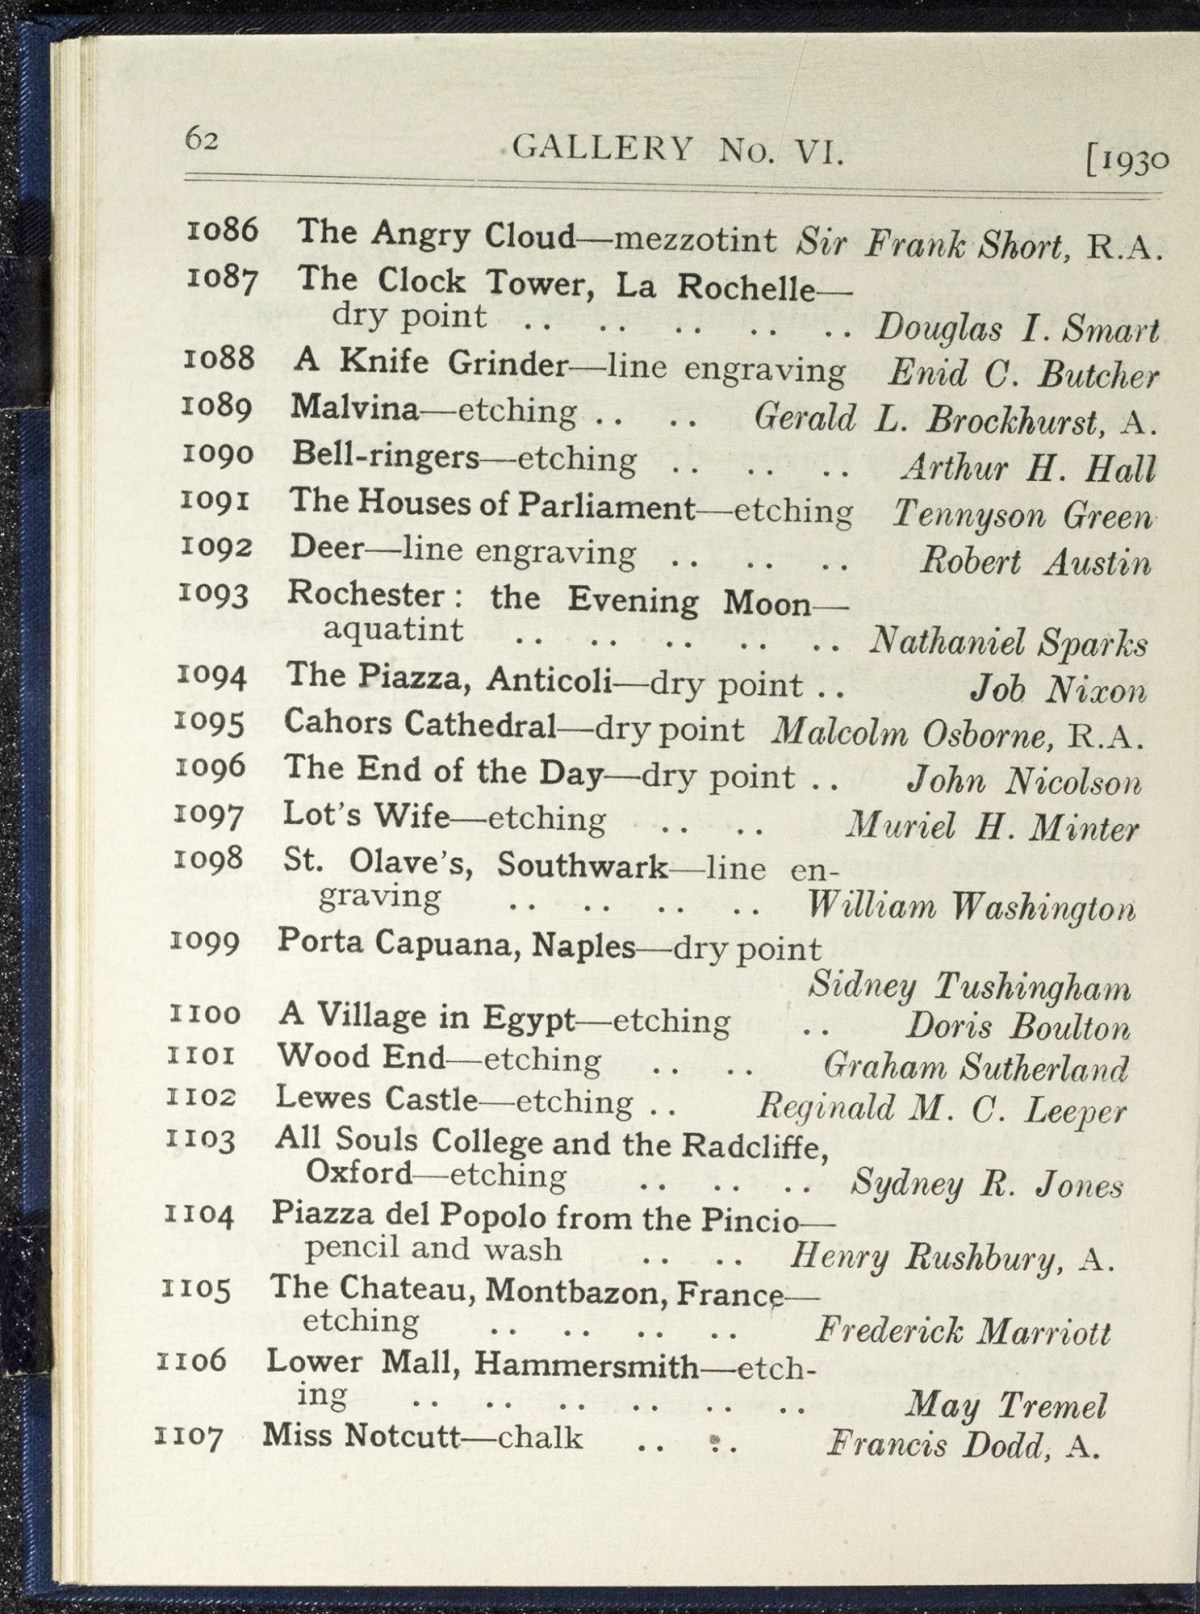 62 GALLERY No. VI. [1930
1086 The Angry Cloud—mezzotint Sir Frank Short, R.A.
1087 The Clock Tower, La Rochelle—
dry point .. .. .. .. .. Douglas I. Smart
1088 A Knife Grinder—line engraving Enid C. Butcher
1089 Malvina—etching .. .. Gerald L. Brockhurst, A.
1090 Bell-ringers—etching .. .. .. Arthur H. Hall
1091 The Houses of Parliament—etching Tennyson Green
1092 Deer—line engraving .. .. .. Robert Austin
1093 Rochester: the Evening Moon—
aquatint .. .. .. .. .. Nathaniel Sparks
1094 The Piazza, Anticoli—dry point .. Job Nixon
1095 Cahors Cathedral—dry point Malcolm Osborne, R.A.
1096 The End of the Day—dry point .. John Nicolson
1097 Lot's Wife—etching .. .. Muriel H. Minter
1098 St. Olave's, Southwark—line en-
graving .. .. .. .. William Washington
1099 Porta Capuana, Naples—dry point
Sidney Tushingham
1100 A Village in Egypt—etching .. Doris Boulton
1101 Wood End—etching .. .. Graham Sutherland
1102 Lewes Castle—etching .. Reginald M. C. Leeper
1103 All Souls College and the Radcliffe,
Oxford—etching .. .. .. Sydney R. Jones
1104 Piazza del Popolo from the Pincio—
pencil and wash .. .. Henry Rushbury, A.
1105 The Chateau, Montbazon, France—
etching .. .. .. .. Frederick Marriott
1106 Lower Mall, Hammersmith—etch-
ing .. .. .. .. .. .. May Tremel
1107 Miss Notcutt—chalk .. .. Francis Dodd, A.